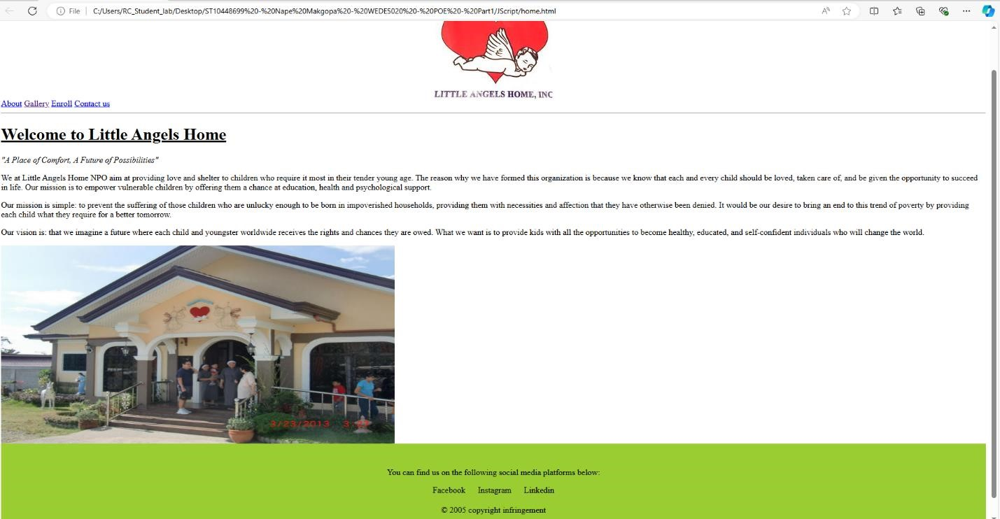 File
C:/Users/RC_Student_lab/Desktop/ST10448699%20-%20Nape%20Makgopa%20-%20WEDE5020%20-%20POE%20-%20Part1/JScript/home.html
LITTLE ANGELS HOME, INC
About Gallery Enroll Contact us
Welcome to Little Angels Home
"A Place of Comfort, A Future of Possibilities"
We at Little Angels Home NPO aim at providing love and shelter to children who require it most in their tender young age. The reason why we have formed this organization is because we know that each and every child should be loved, taken care of, and be given the opportunity to succeed
in life. Our mission is to empower vulnerable children by offering them a chance at education, health and psychological support.
Our mission is simple: to prevent the suffering of those children who are unlucky enough to be born in impoverished households, providing them with necessities and affection that they have otherwise been denied. It would be our desire to bring an end to this trend of poverty by providing
each child what they require for a better tomorrow.
Our vision is: that we imagine a future where each child and youngster worldwide receives the rights and chances they are owed. What we want is to provide kids with all the opportunities to become healthy, educated, and self-confident individuals who will change the world.
3/23/2013
You can find us on the following social media platforms below:
Facebook Instagram Linkedin
© 2005 copyright infringement